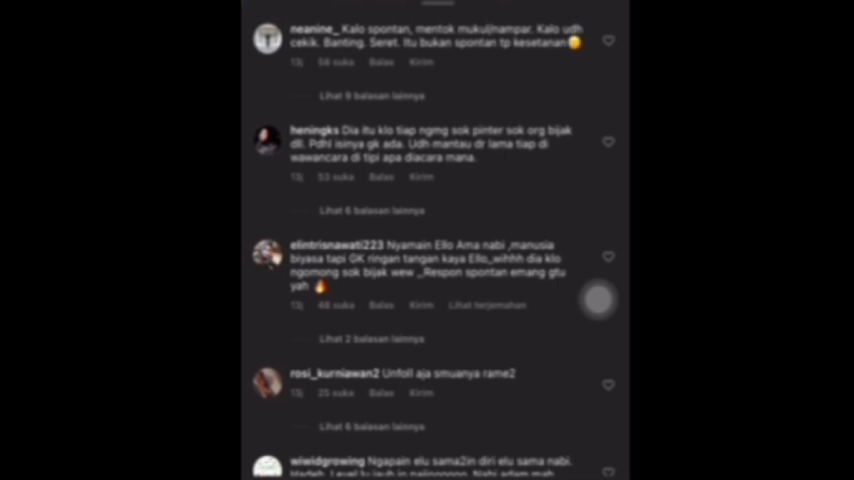 neanine_ Kalo spontan, mentok mukul/nampar. Kalo udh
cekik. Banting. Seret. Itu bukan spontan tp kesetanan
13j 58 suka Balas Kirim
Lihat 9 balasan lainnya
heningks Dia itu klo tiap ngmg sok pinter sok org bijak
dll. Pdhl isinya gk ada. Udh mantau dr lama tiap di
wawancara di tipi apa diacara mana.
13j 53 suka Balas Kirim
Lihat 6 balasan lainnya
elintrisnawati223 Nyamain Ello Ama nabi ,manusia
biyasa tapi GK ringan tangan kaya Ello,,wihhh dia klo
ngomong sok bijak wew ,,Respon spontan emang gtu
yah 🔥
13j 48 suka Balas Kirim Lihat terjemahan
Lihat 2 balasan lainnya
rosi_kurniawan2 Unfoll aja smuanya rame2
13j 25 suka Balas Kirim
Lihat 6 balasan lainnya
wiwidgrowing Ngapain elu sama2in diri elu sama nabi.